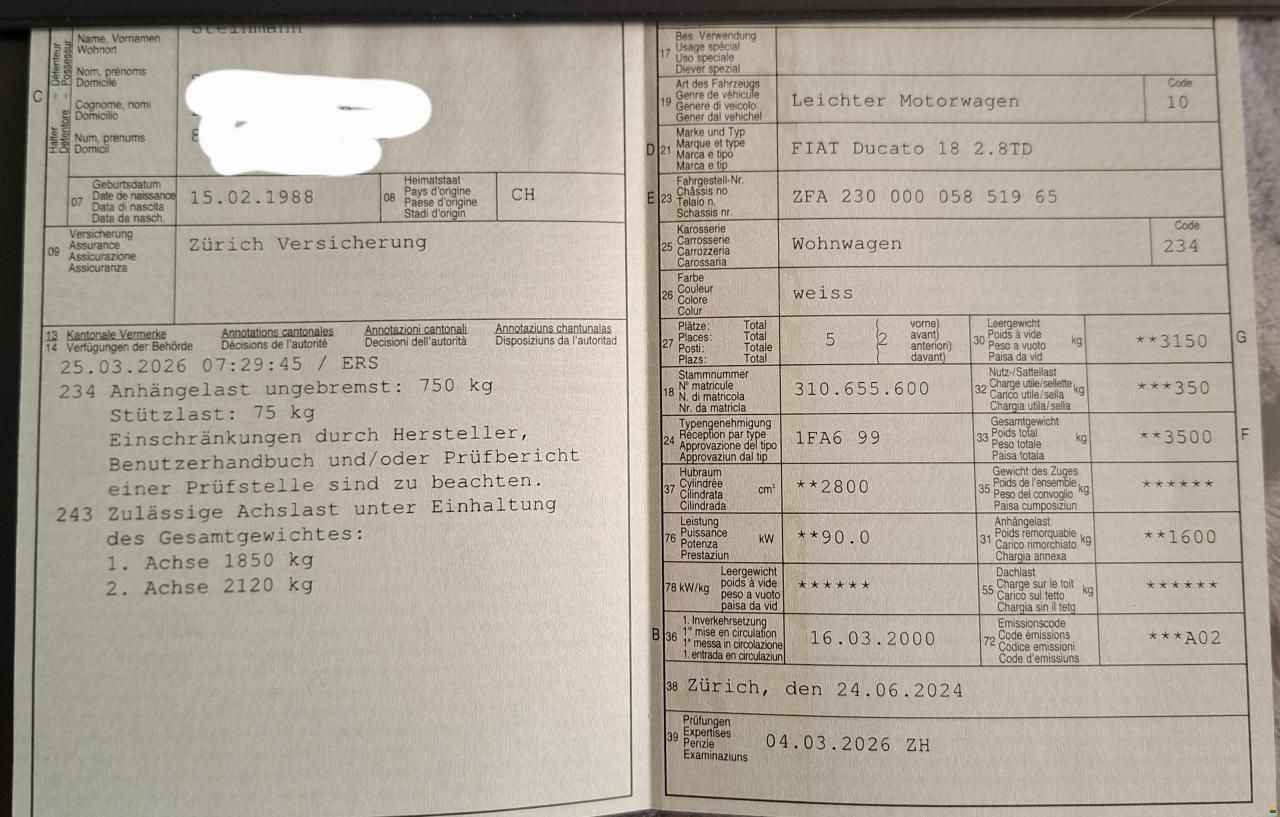 Steinmann
C
Halter - Détenteur
Detentore - Possessur
Name, Vornamen
Wohnort
Nom, prénoms
Domicile
Cognome, nomi
Domicilio
Num, prenums
Domicil
8
07
Geburtsdatum
Date de naissance
Data di nascita
Data da nasch.
15.02.1988
08
Heimatstaat
Pays d'origine
Paese d'origine
Stadi d'origin
CH
09
Versicherung
Assurance
Assicurazione
Assicuranza
Zürich Versicherung
13 Kantonale Vermerke Annotations cantonales Annotazioni cantonali Annotaziuns chantunalas
14 Verfügungen der Behörde Décisions de l'autorité Decisioni dell'autorità Disposiziuns da l'autoritad
25.03.2026 07:29:45 / ERS
234 Anhängelast ungebremst: 750 kg
Stützlast: 75 kg
Einschränkungen durch Hersteller,
Benutzerhandbuch und/oder Prüfbericht
einer Prüfstelle sind zu beachten.
243 Zulässige Achslast unter Einhaltung
des Gesamtgewichtes:
1. Achse 1850 kg
2. Achse 2120 kg
17
Bes. Verwendung
Usage spécial
Uso speciale
Diever spezial
19
Art des Fahrzeugs
Genre de véhicule
Genere di veicolo
Gener dal vehichel
Leichter Motorwagen
Code
10
D 21
Marke und Typ
Marque et type
Marca e tipo
Marca e tip
FIAT Ducato 18 2.8TD
E 23
Fahrgestell-Nr.
Châssis no
Telaio n.
Schassis nr.
ZFA 230 000 058 519 65
25
Karosserie
Carrosserie
Carrozzeria
Carossaria
Wohnwagen
Code
234
26
Farbe
Couleur
Colore
Colur
weiss
27
Plätze: Total
Places: Total
Posti: Totale
Plazs: Total
5
2
vorne)
avant)
anteriori)
davant)
30
Leergewicht
Poids à vide
Peso a vuoto
Paisa da vid
kg
**3150
G
18
Stammnummer
N° matricule
N. di matricola
Nr. da matricla
310.655.600
32
Nutz-/Sattellast
Charge utile/sellette
Carico utile/sella
Chargia utila/sella
kg
***350
24
Typengenehmigung
Réception par type
Approvazione del tipo
Approvaziun dal tip
1FA6 99
33
Gesamtgewicht
Poids total
Peso totale
Paisa totala
kg
**3500
F
37
Hubraum
Cylindrée
Cilindrata
Cilindrada
cm³
**2800
35
Gewicht des Zuges
Poids de l'ensemble
Peso del convoglio
Paisa cumposiziun
kg
******
76
Leistung
Puissance
Potenza
Prestaziun
kW
**90.0
31
Anhängelast
Poids remorquable
Carico rimorchiato
Chargia annexa
kg
**1600
78 kW/kg
Leergewicht
poids à vide
peso a vuoto
paisa da vid
******
55
Dachlast
Charge sur le toit
Carico sul tetto
Chargia sin il tetg
kg
******
B 36
1. Inverkehrsetzung
1re mise en circulation
1a messa in circolazione
1. entrada en circulaziun
16.03.2000
72
Emissionscode
Code émissions
Codice emissioni
Code d'emissiuns
***A02
38 Zürich, den 24.06.2024
39
Prüfungen
Expertises
Perizie
Examinaziuns
04.03.2026 ZH